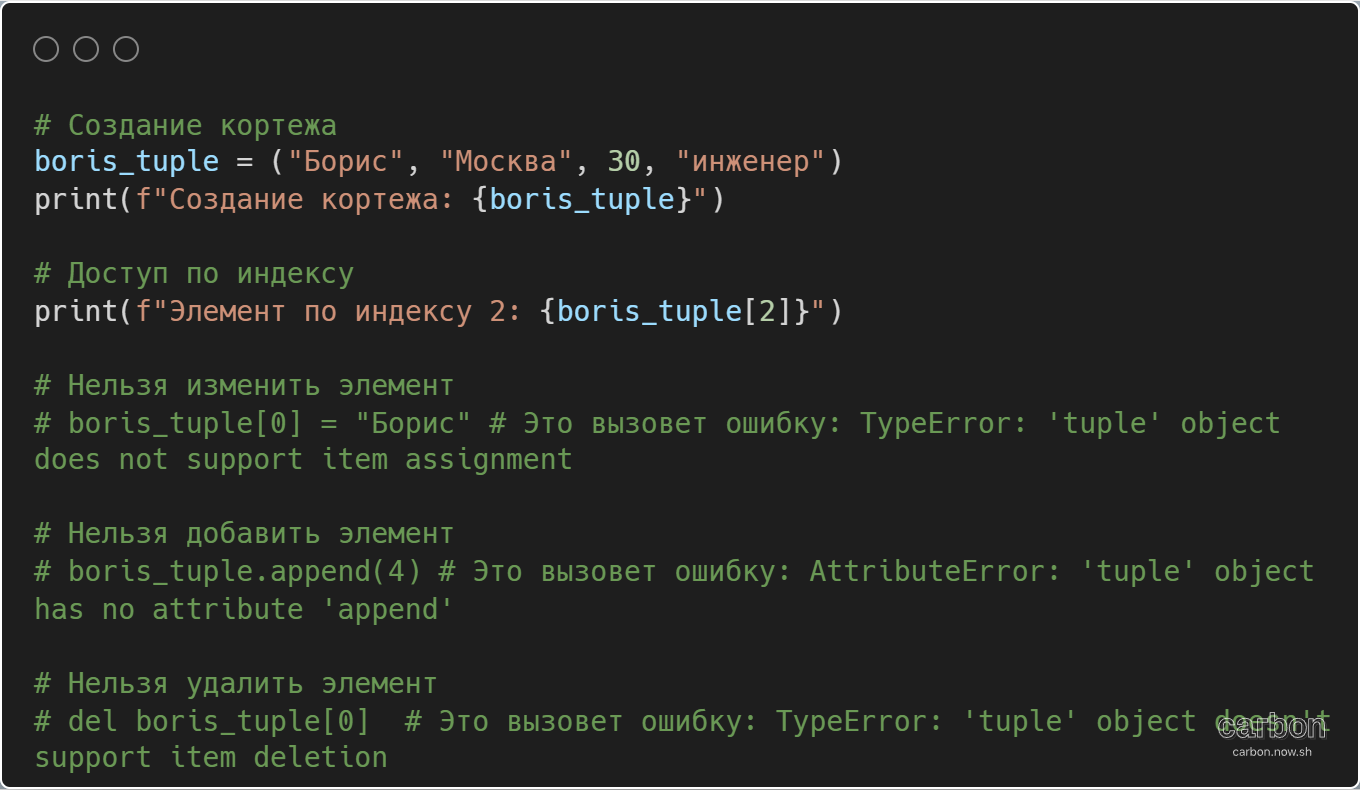 # Создание кортежа
boris_tuple = ("Борис", "Москва", 30, "инженер")
print(f"Создание кортежа: {boris_tuple}")
# Доступ по индексу
print(f"Элемент по индексу 2: {boris_tuple[2]}")
# Нельзя изменить элемент
# boris_tuple[0] = "Борис" # Это вызовет ошибку: TypeError: 'tuple' object
does not support item assignment
# Нельзя добавить элемент
# boris_tuple.append(4) # Это вызовет ошибку: AttributeError: 'tuple' object
has no attribute 'append'
# Нельзя удалить элемент
# del boris_tuple[0]  # Это вызовет ошибку: TypeError: 'tuple' object doesn't
support item deletion
carbon
carbon.now.sh